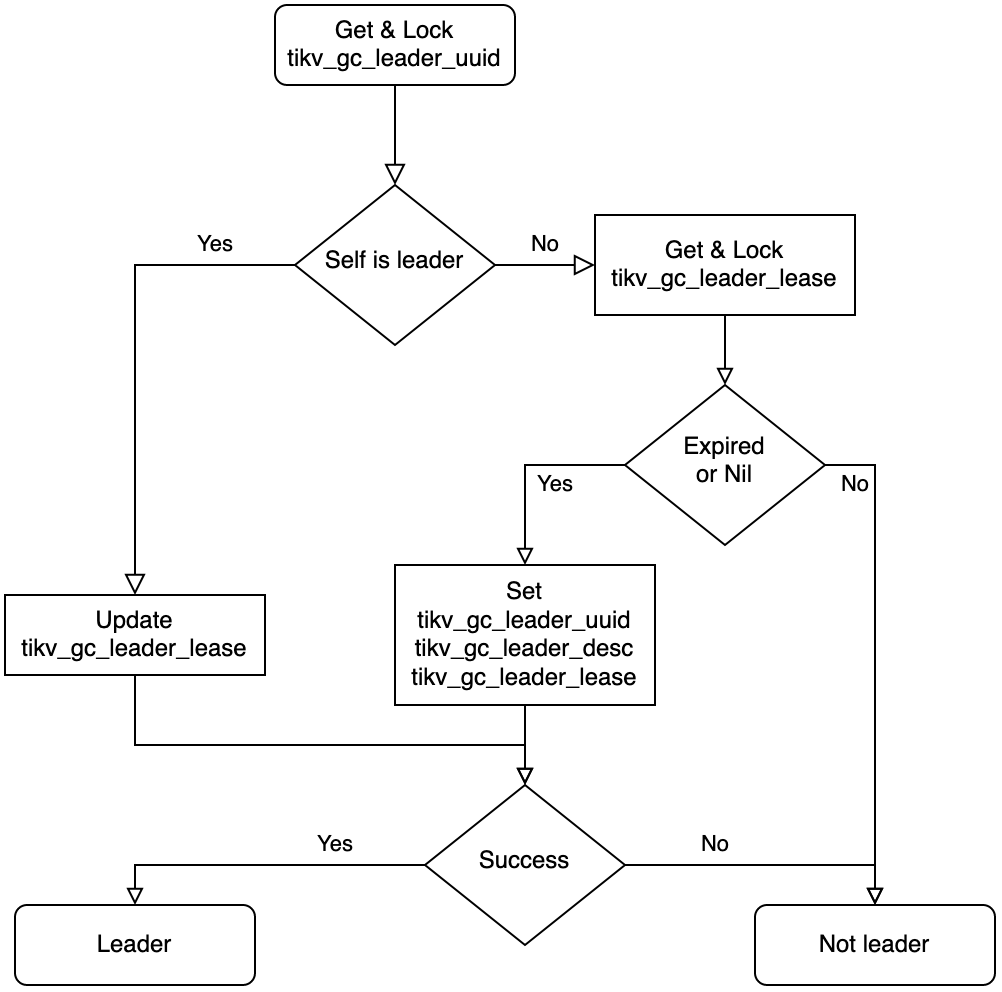 Get & Lock
tikv_gc_leader_uuid
Yes
Self is leader
No
Get & Lock
tikv_gc_leader_lease
Expired
or Nil
Yes
No
Update
tikv_gc_leader_lease
Set
tikv_gc_leader_uuid
tikv_gc_leader_desc
tikv_gc_leader_lease
Yes
Success
No
Leader
Not leader